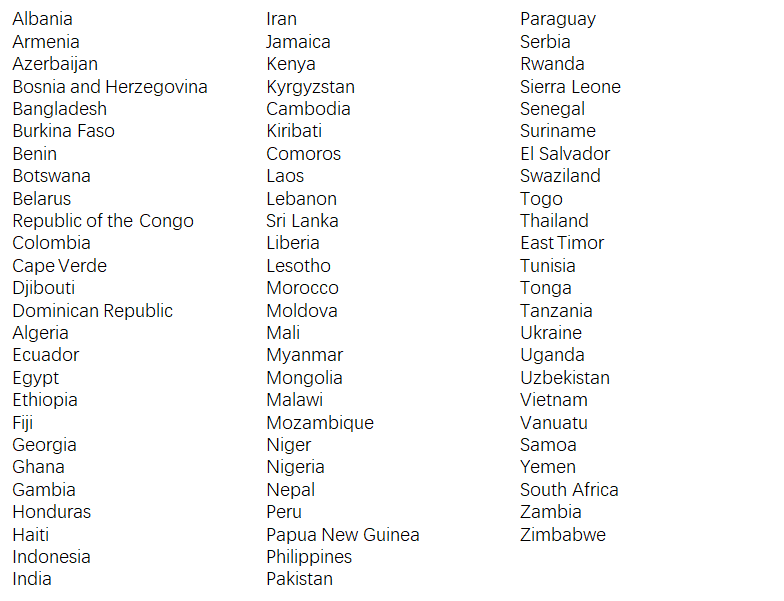 Albania
Armenia
Azerbaijan
Bosnia and Herzegovina
Bangladesh
Burkina Faso
Benin
Botswana
Belarus
Republic of the Congo
Colombia
Cape Verde
Djibouti
Dominican Republic
Algeria
Ecuador
Egypt
Ethiopia
Fiji
Georgia
Ghana
Gambia
Honduras
Haiti
Indonesia
India
Iran
Jamaica
Kenya
Kyrgyzstan
Cambodia
Kiribati
Comoros
Laos
Lebanon
Sri Lanka
Liberia
Lesotho
Morocco
Moldova
Mali
Myanmar
Mongolia
Malawi
Mozambique
Niger
Nigeria
Nepal
Peru
Papua New Guinea
Philippines
Pakistan
Paraguay
Serbia
Rwanda
Sierra Leone
Senegal
Suriname
El Salvador
Swaziland
Togo
Thailand
East Timor
Tunisia
Tonga
Tanzania
Ukraine
Uganda
Uzbekistan
Vietnam
Vanuatu
Samoa
Yemen
South Africa
Zambia
Zimbabwe